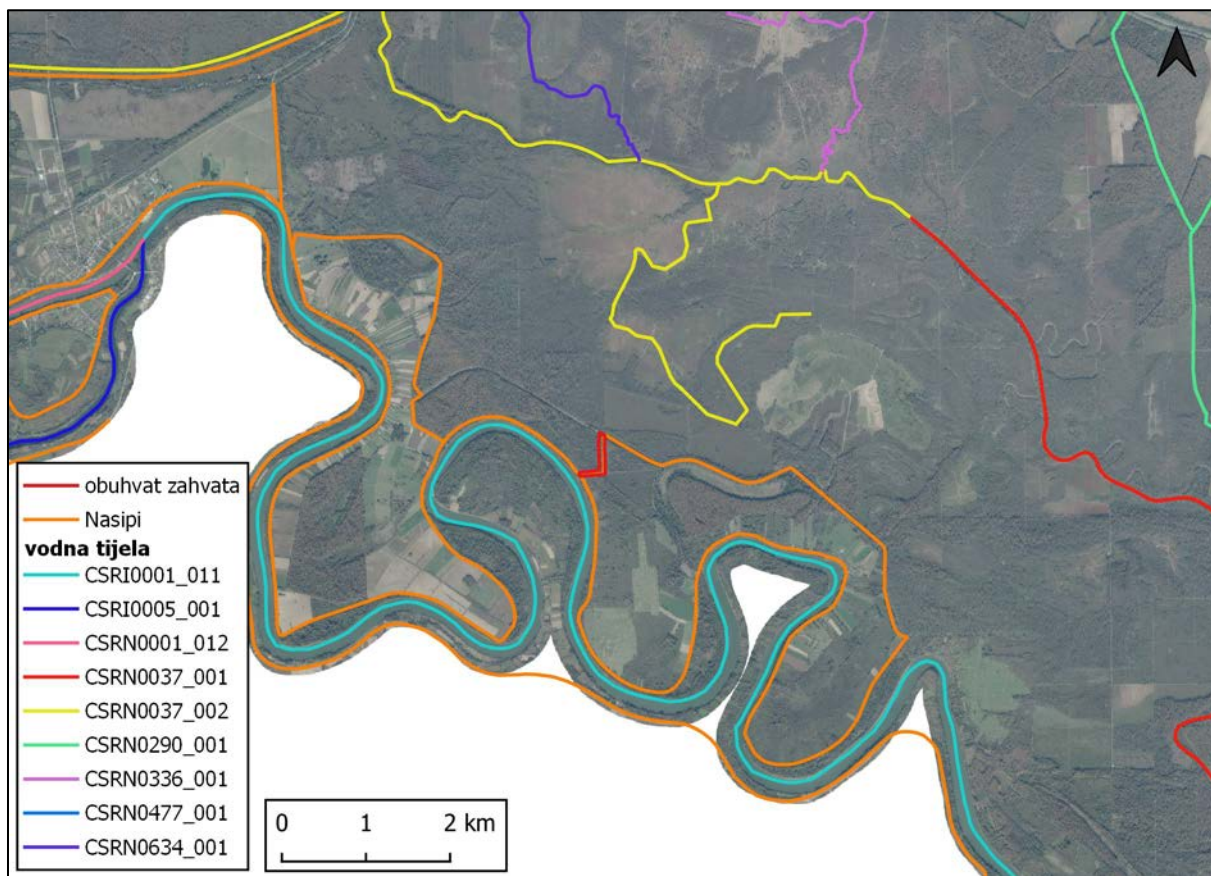 obuhvat zahvata
Nasipi
vodna tijela
CSRI0001_011
CSRI0005_001
CSRN0001_012
CSRN0037_001
CSRN0037_002
CSRN0290_001
CSRN0336_001
CSRN0477_001
CSRN0634_001
0 1 2 km